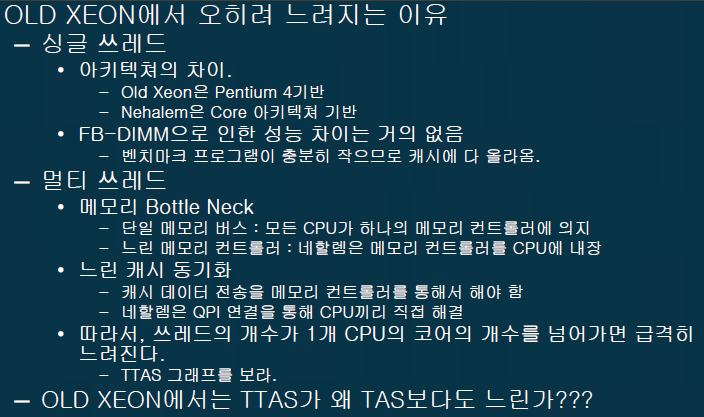 OLD XEON에서 오히려 느려지는 이유
– 싱글 쓰레드
• 아키텍쳐의 차이.
– Old Xeon은 Pentium 4기반
– Nehalem은 Core 아키텍쳐 기반
• FB-DIMM으로 인한 성능 차이는 거의 없음
– 벤치마크 프로그램이 충분히 작으므로 캐시에 다 올라옴.
– 멀티 쓰레드
• 메모리 Bottle Neck
– 단일 메모리 버스 : 모든 CPU가 하나의 메모리 컨트롤러에 의지
– 느린 메모리 컨트롤러 : 네할렘은 메모리 컨트롤러를 CPU에 내장
• 느린 캐시 동기화
– 캐시 데이터 전송을 메모리 컨트롤러를 통해서 해야 함
– 네할렘은 QPI 연결을 통해 CPU끼리 직접 해결
• 따라서, 쓰레드의 개수가 1개 CPU의 코어의 개수를 넘어가면 급격히
느려진다.
– TTAS 그래프를 보라.
– OLD XEON에서는 TTAS가 왜 TAS보다도 느린가???